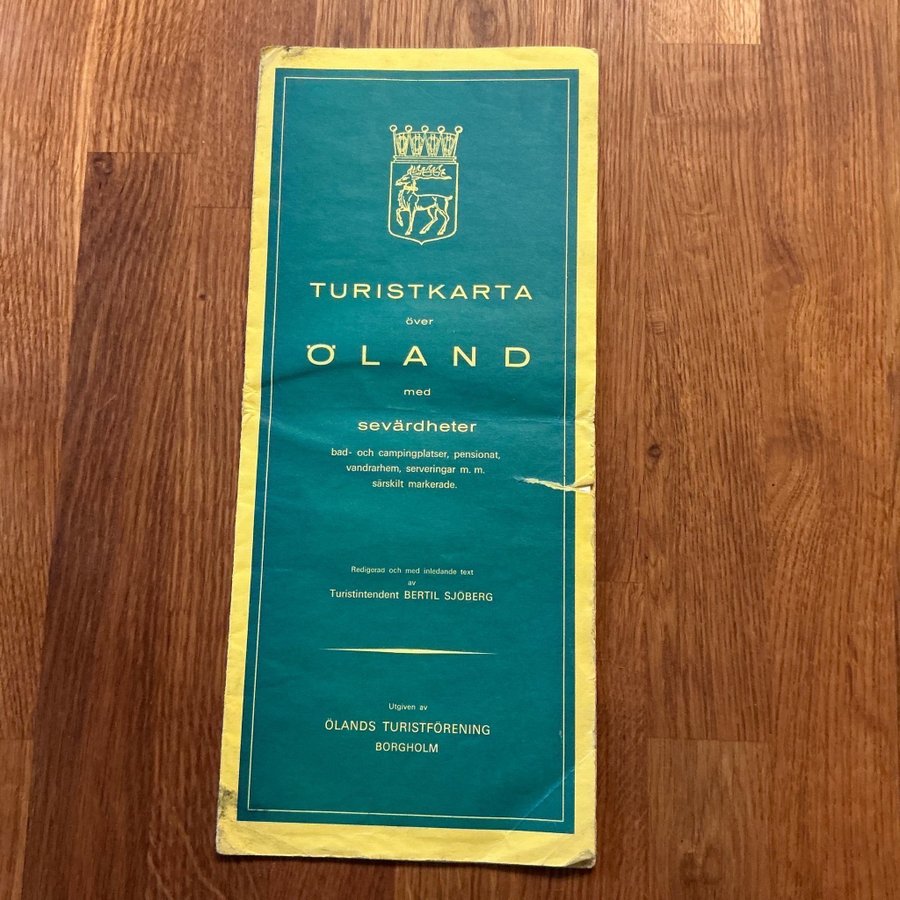 TURISTKARTA
över
ÖLAND
med
sevärdheter
bad- och campingplatser, pensionat,
vandrarhem, serveringar m. m.
särskilt markerade.
Redigerad och med inledande text
av
Turistintendent BERTIL SJÖBERG
Utgiven av
ÖLANDS TURISTFÖRENING
BORGHOLM